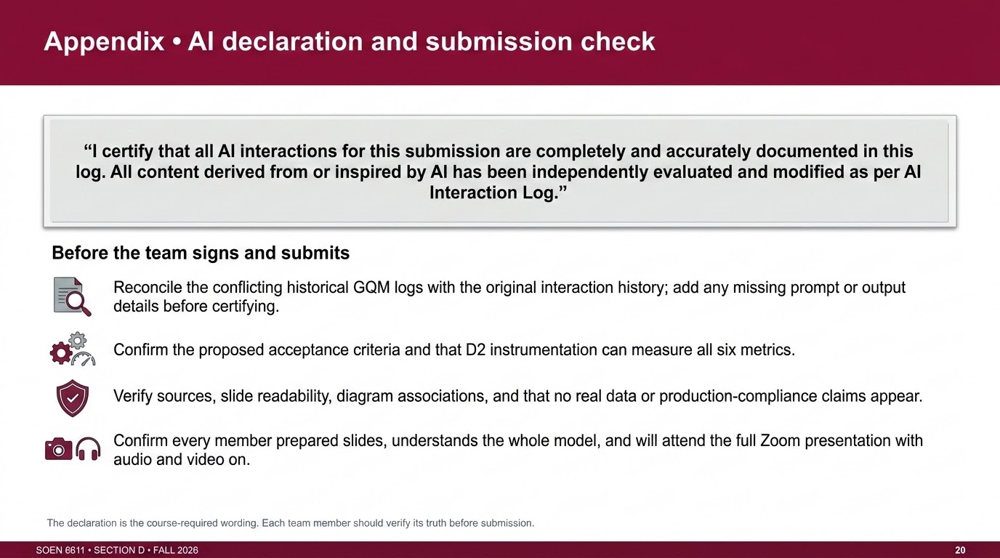 Appendix • AI declaration and submission check
“I certify that all AI interactions for this submission are completely and accurately documented in this
log. All content derived from or inspired by AI has been independently evaluated and modified as per AI
Interaction Log.”
Before the team signs and submits
Reconcile the conflicting historical GQM logs with the original interaction history; add any missing prompt or output
details before certifying.
Confirm the proposed acceptance criteria and that D2 instrumentation can measure all six metrics.
Verify sources, slide readability, diagram associations, and that no real data or production-compliance claims appear.
Confirm every member prepared slides, understands the whole model, and will attend the full Zoom presentation with
audio and video on.
The declaration is the course-required wording. Each team member should verify its truth before submission.
SOEN 6611 • SECTION D • FALL 2026
20